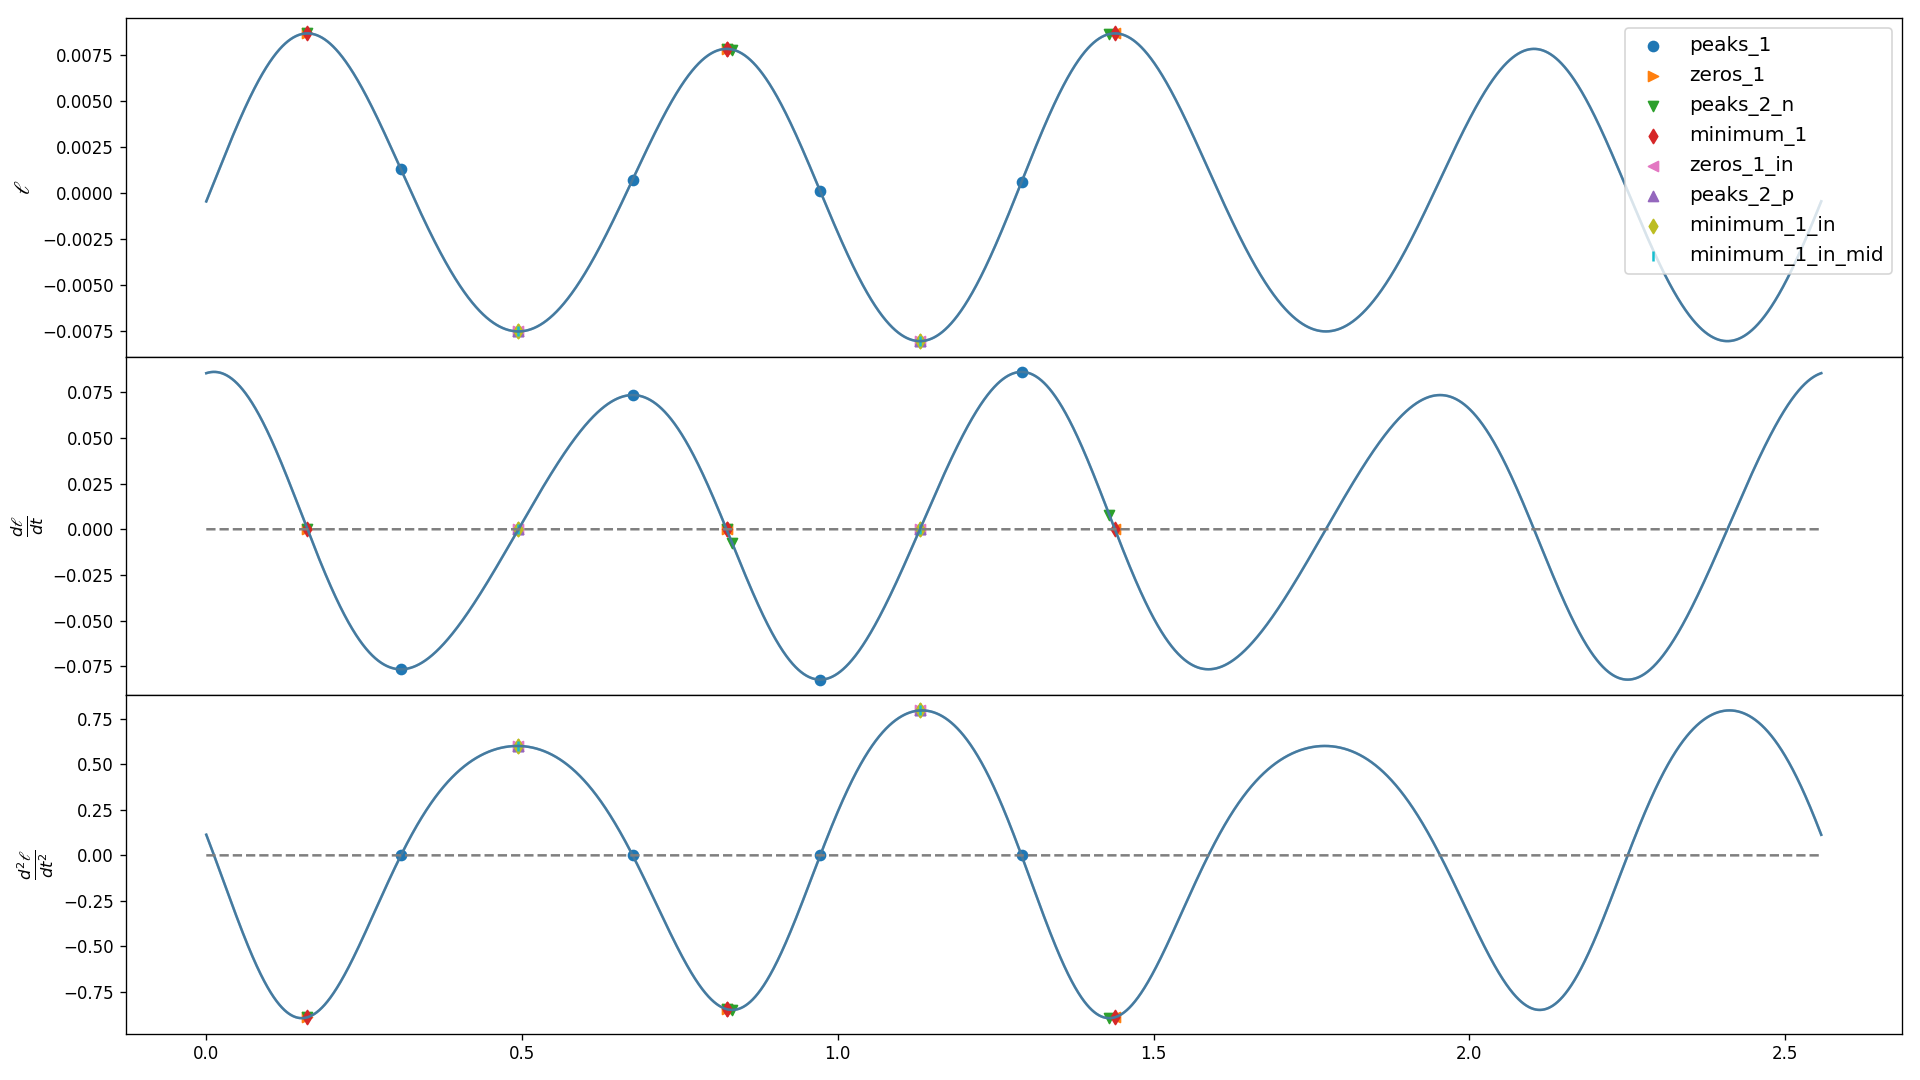 0.0075
0.0050
0.0025
0.0000
−0.0025
−0.0050
−0.0075
ℓ
peaks_1
zeros_1
peaks_2_n
minimum_1
zeros_1_in
peaks_2_p
minimum_1_in
minimum_1_in_mid
0.075
0.050
0.025
0.000
−0.025
−0.050
−0.075
dℓ
dt
0.75
0.50
0.25
0.00
−0.25
−0.50
−0.75
d²ℓ
dt²
0.0 0.5 1.0 1.5 2.0 2.5